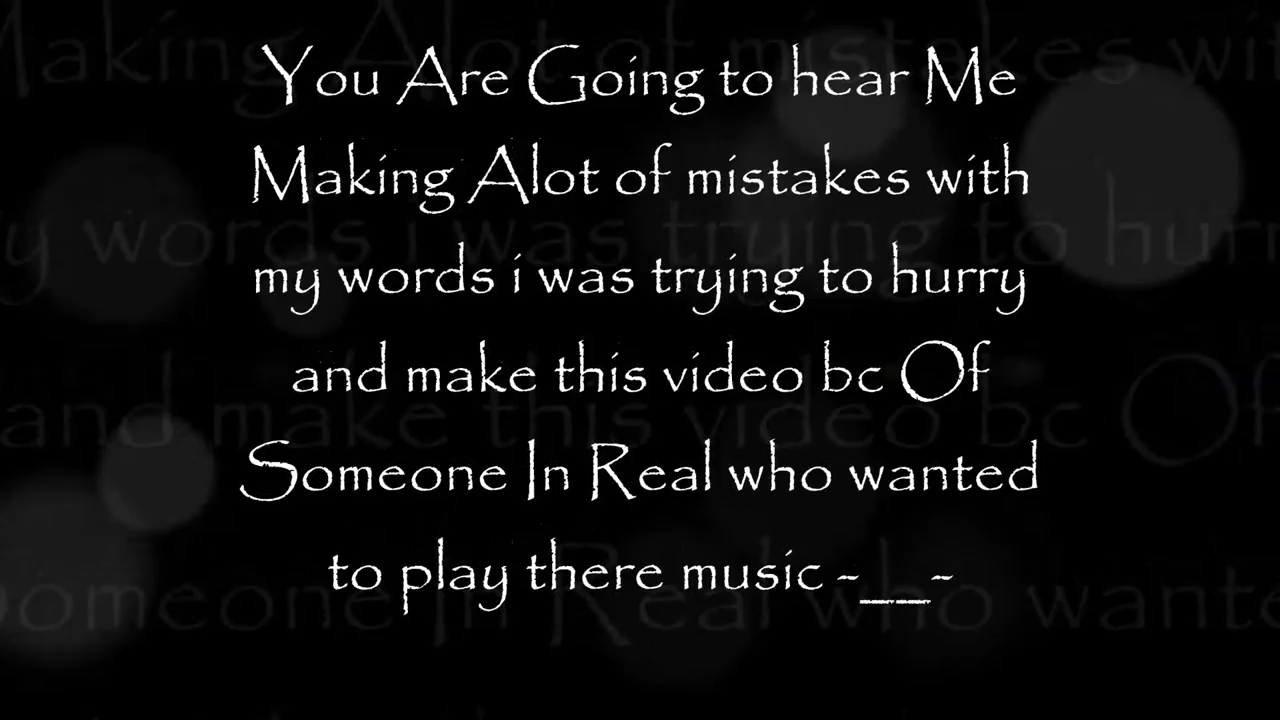 You Are Going to hear Me
Making Alot of mistakes with
my words i was trying to hurry
and make this video bc Of
Someone In Real who wanted
to play there music -__-